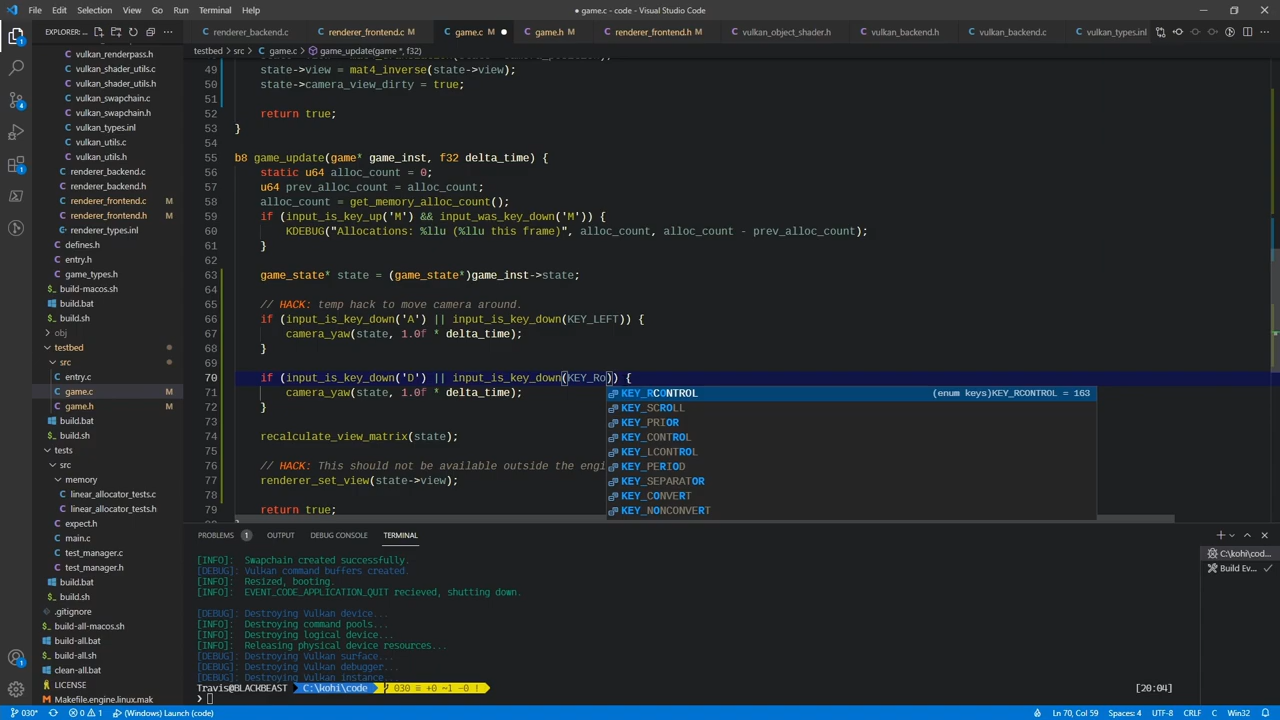 File Edit Selection View Go Run Terminal Help
● game.c - code - Visual Studio Code
EXPLORER: ...
renderer_backend.c renderer_frontend.c M game.c M game.h M renderer_frontend.h M vulkan_object_shader.h vulkan_backend.h vulkan_backend.c vulkan_types.inl
testbed > src > game.c > game_update(game *, f32)
vulkan_renderpass.h
vulkan_shader_utils.c
vulkan_shader_utils.h
vulkan_swapchain.c
vulkan_swapchain.h
vulkan_types.inl
vulkan_utils.c
vulkan_utils.h
renderer_backend.c
renderer_backend.h
renderer_frontend.c M
renderer_frontend.h M
renderer_types.inl
defines.h
entry.h
game_types.h
build-macos.sh
build.bat
build.sh
obj
testbed
src
entry.c
game.c M
game.h M
build.bat
build.sh
tests
src
memory
linear_allocator_tests.c
linear_allocator_tests.h
expect.h
main.c
test_manager.c
test_manager.h
build.bat
build.sh
.gitignore
build-all-macos.sh
build-all.bat
build-all.sh
clean-all.bat
LICENSE
Makefile.engine.linux.mak
49 state->view = mat4_inverse(state->view);
50 state->camera_view_dirty = true;
51
52 return true;
53 }
54
55 b8 game_update(game* game_inst, f32 delta_time) {
56 static u64 alloc_count = 0;
57 u64 prev_alloc_count = alloc_count;
58 alloc_count = get_memory_alloc_count();
59 if (input_is_key_up('M') && input_was_key_down('M')) {
60 KDEBUG("Allocations: %llu (%llu this frame)", alloc_count, alloc_count - prev_alloc_count);
61 }
62
63 game_state* state = (game_state*)game_inst->state;
64
65 // HACK: temp hack to move camera around.
66 if (input_is_key_down('A') || input_is_key_down(KEY_LEFT)) {
67 camera_yaw(state, 1.0f * delta_time);
68 }
69
70 if (input_is_key_down('D') || input_is_key_down(KEY_Ro)) {
71 camera_yaw(state, 1.0f * delta_time);
72 }
73
74 recalculate_view_matrix(state);
75
76 // HACK: This should not be available outside the engi
77 renderer_set_view(state->view);
78
79 return true;
KEY_RCONTROL (enum keys)KEY_RCONTROL = 163
KEY_SCROLL
KEY_PRIOR
KEY_CONTROL
KEY_LCONTROL
KEY_PERIOD
KEY_SEPARATOR
KEY_CONVERT
KEY_NONCONVERT
PROBLEMS 1 OUTPUT DEBUG CONSOLE TERMINAL
[INFO]: Swapchain created successfully.
[DEBUG]: Vulkan command buffers created.
[INFO]: Resized, booting.
[INFO]: EVENT_CODE_APPLICATION_QUIT recieved, shutting down.
[DEBUG]: Destroying Vulkan device...
[INFO]: Destroying command pools...
[INFO]: Destroying logical device...
[INFO]: Releasing physical device resources...
[DEBUG]: Destroying Vulkan surface...
[DEBUG]: Destroying Vulkan debugger...
[DEBUG]: Destroying Vulkan instance...
Travis@BLACKBEAST C:\kohi\code 030 ≡ +0 ~1 -0 ! [20:04]
C:\kohi\cod...
Build Ev...
030* 0 1 (Windows) Launch (code) Ln 70, Col 59 Spaces: 4 UTF-8 CRLF C Win32